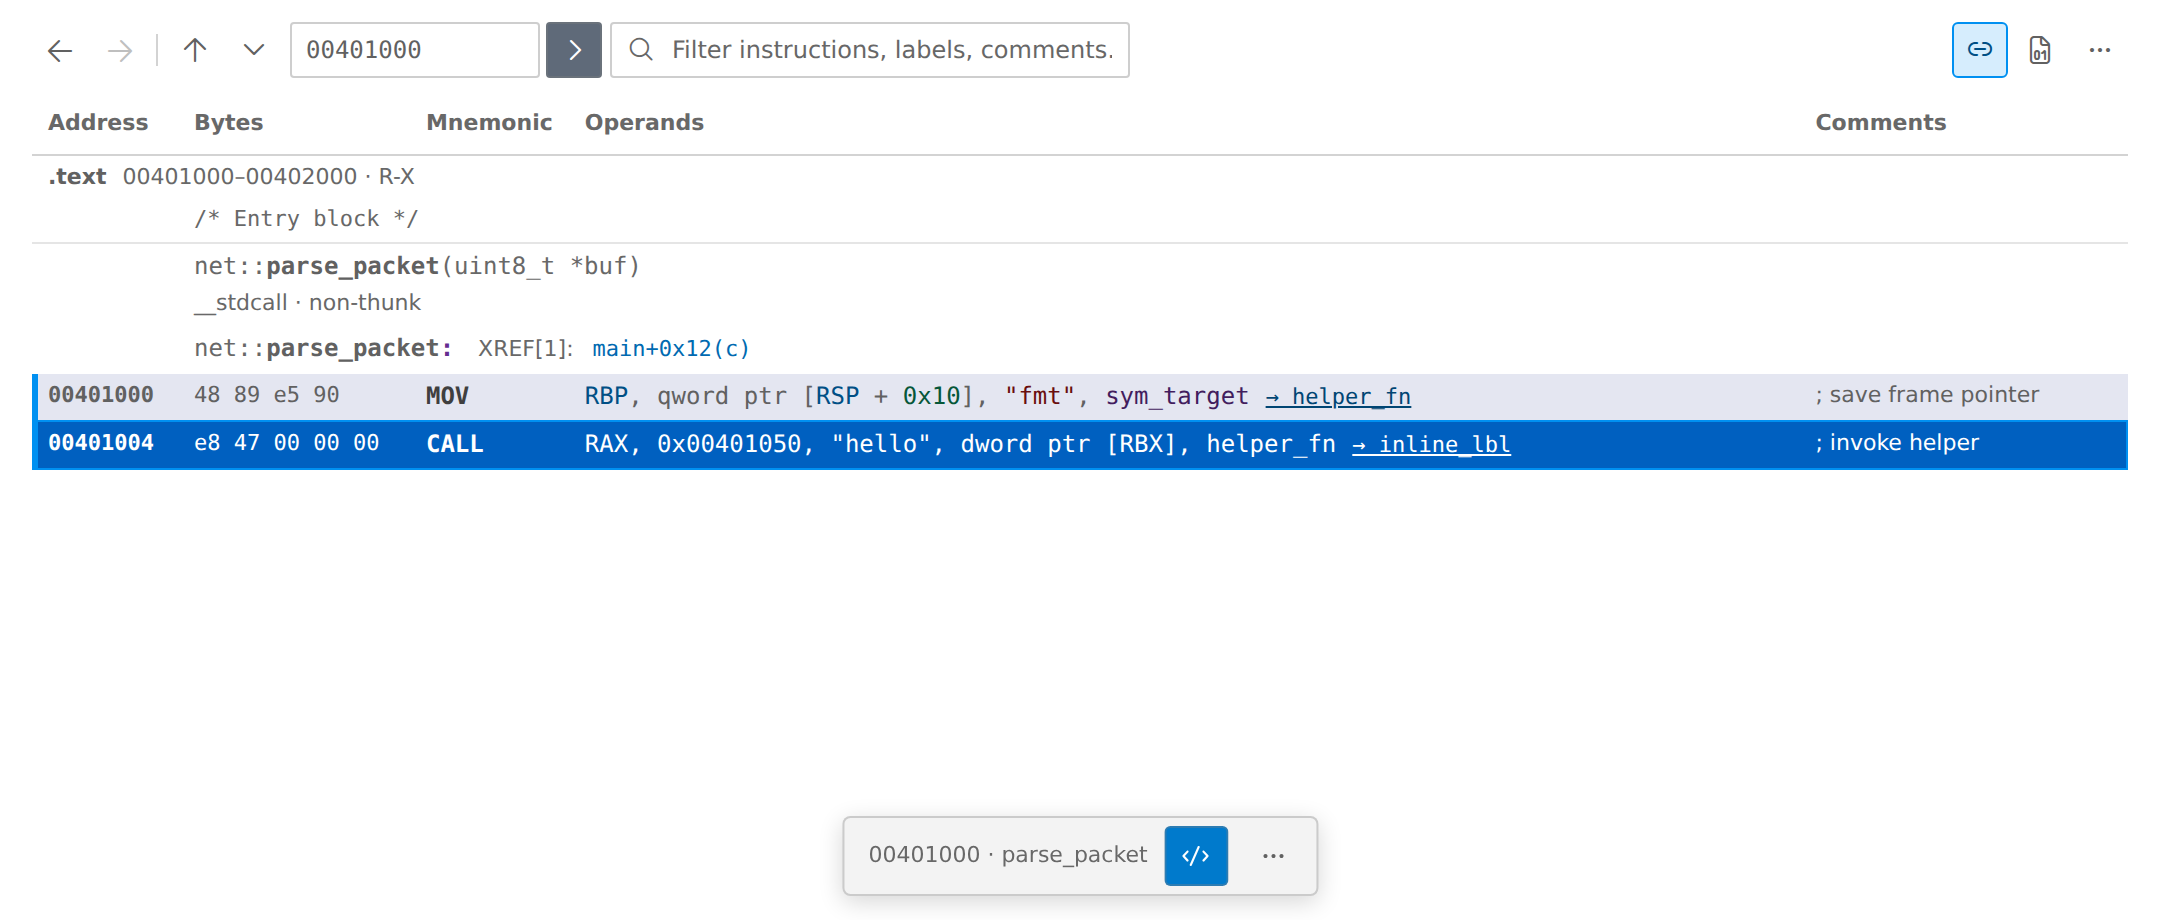 00401000 Filter instructions, labels, comments.
Address Bytes Mnemonic Operands Comments
.text 00401000–00402000 · R-X
/* Entry block */
net::parse_packet(uint8_t *buf)
__stdcall · non-thunk
net::parse_packet: XREF[1]: main+0x12(c)
00401000 48 89 e5 90 MOV RBP, qword ptr [RSP + 0x10], "fmt", sym_target → helper_fn ; save frame pointer
00401004 e8 47 00 00 00 CALL RAX, 0x00401050, "hello", dword ptr [RBX], helper_fn → inline_lbl ; invoke helper
00401000 · parse_packet